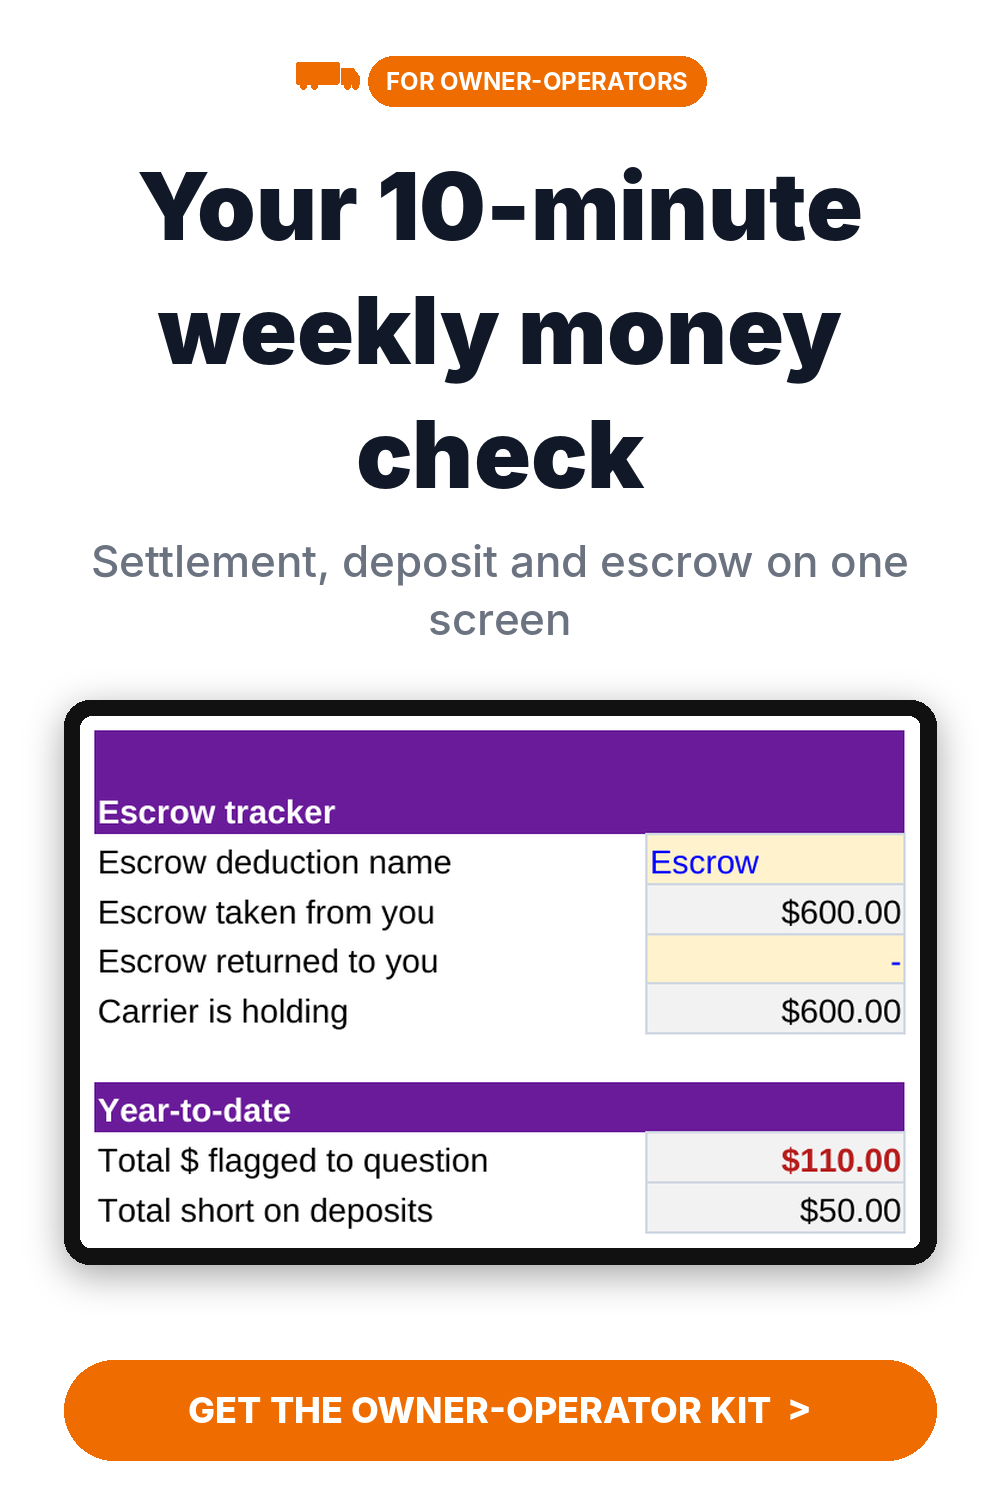 FOR OWNER-OPERATORS
Your 10-minute
weekly money
check
Settlement, deposit and escrow on one
screen
Escrow tracker
Escrow deduction name Escrow
Escrow taken from you $600.00
Escrow returned to you -
Carrier is holding $600.00
Year-to-date
Total $ flagged to question $110.00
Total short on deposits $50.00
GET THE OWNER-OPERATOR KIT >